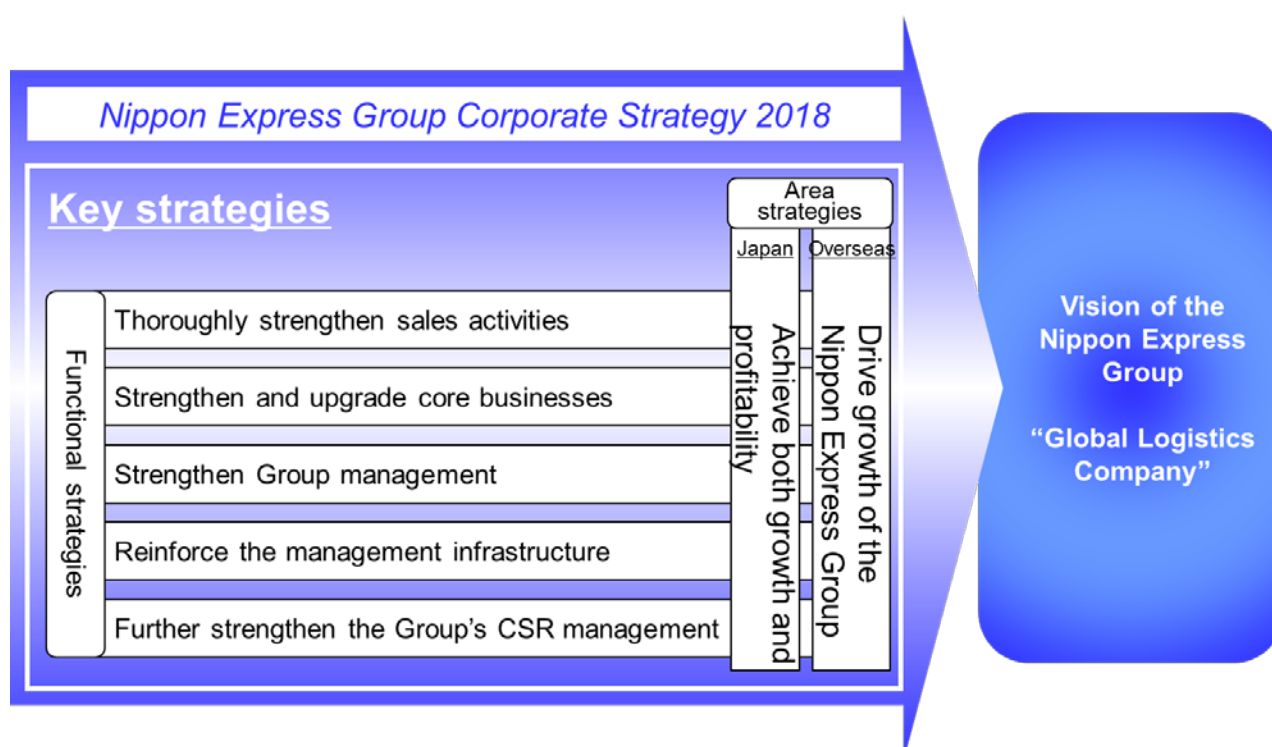 Nippon Express Group Corporate Strategy 2018
Key strategies
Area
strategies
Japan
Overseas
Functional strategies
Thoroughly strengthen sales activities
Strengthen and upgrade core businesses
Strengthen Group management
Reinforce the management infrastructure
Further strengthen the Group’s CSR management
Achieve both growth and
profitability
Drive growth of the
Nippon Express Group
Vision of the
Nippon Express
Group
“Global Logistics
Company”